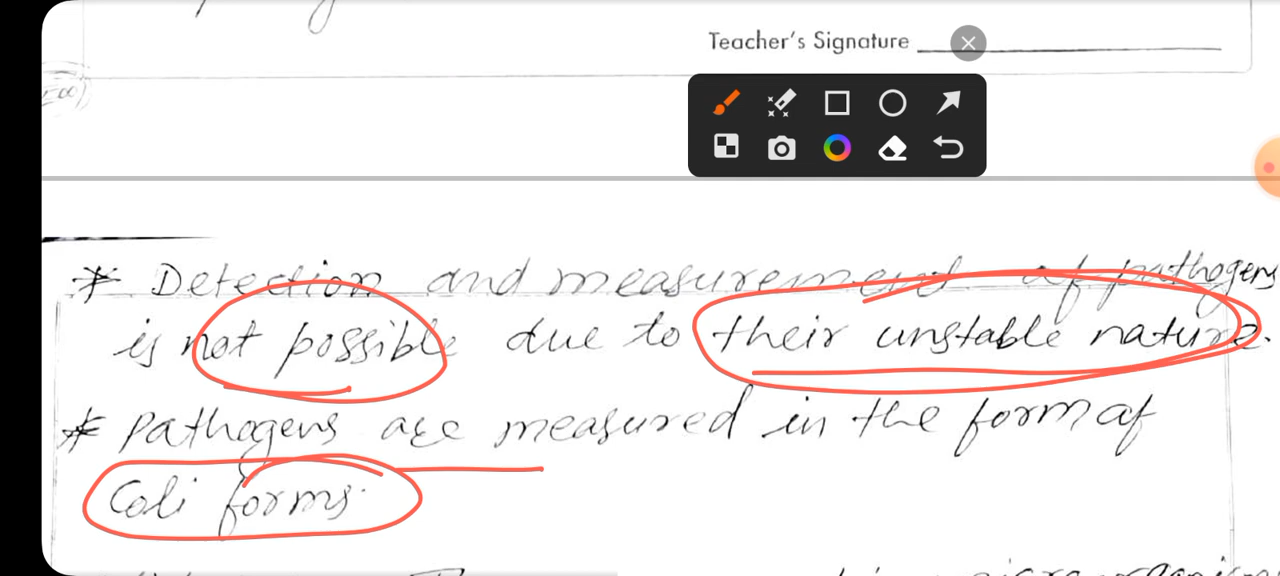 Teacher's Signature
* Detection and measurement of pathogens
is not possible due to their unstable nature.
* Pathogens are measured in the form of
Coli forms.